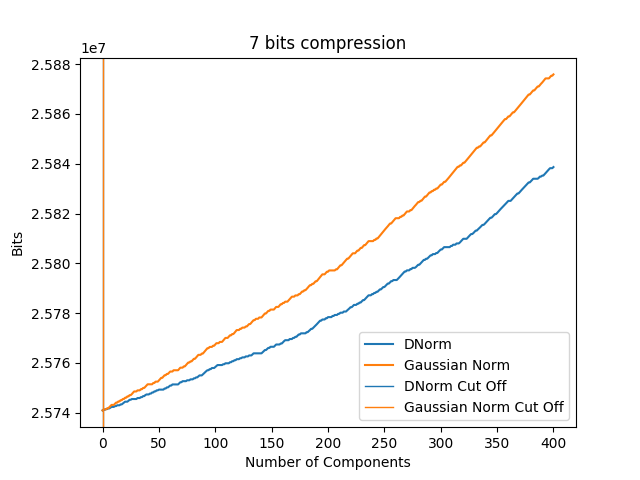 7 bits compression
1e7
2.588
2.586
2.584
2.582
2.580
2.578
2.576
2.574
Bits
0 50 100 150 200 250 300 350 400
Number of Components
DNorm
Gaussian Norm
DNorm Cut Off
Gaussian Norm Cut Off